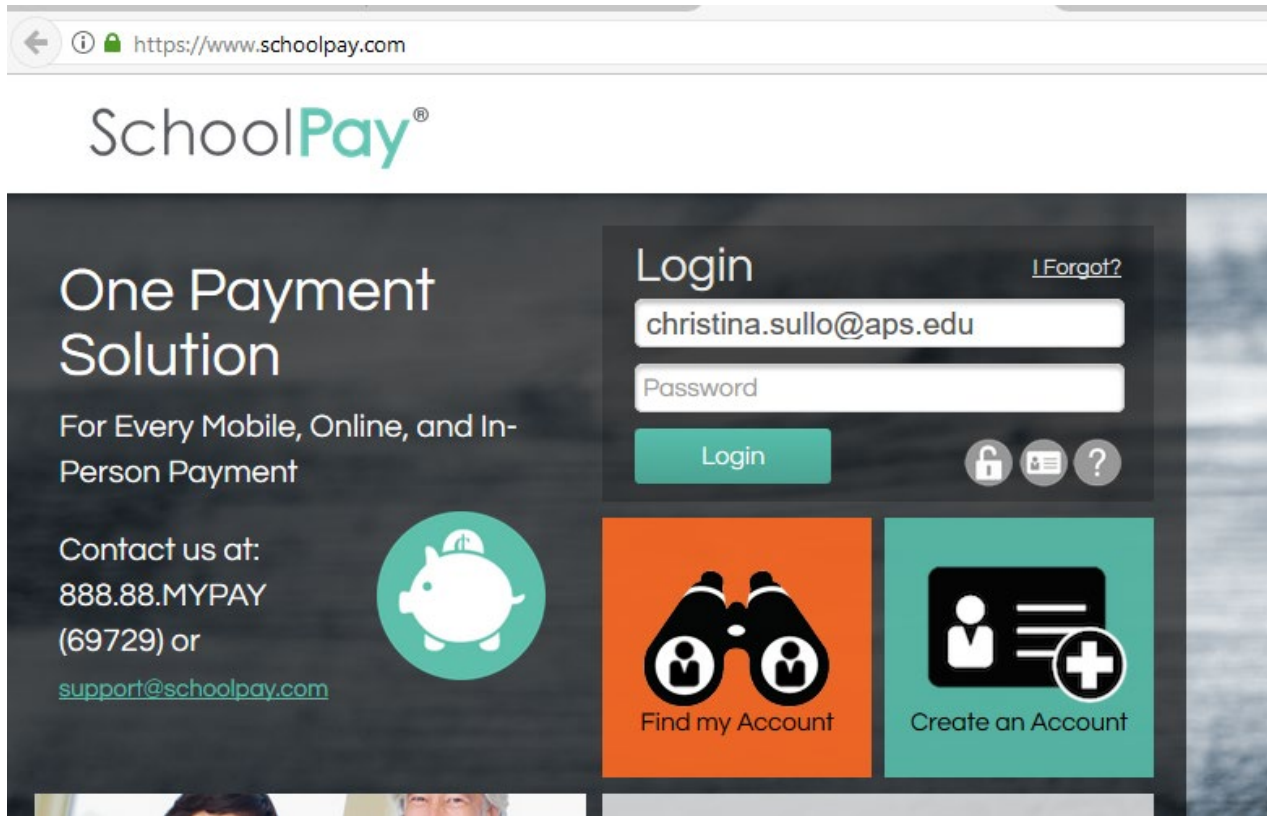 https://www.schoolpay.com
SchoolPay®
One Payment
Solution
For Every Mobile, Online, and In-
Person Payment
Contact us at:
888.88.MYPAY
(69729) or
support@schoolpay.com
Login
I Forgot?
christina.sullo@aps.edu
Password
Login
?
Find my Account
Create an Account